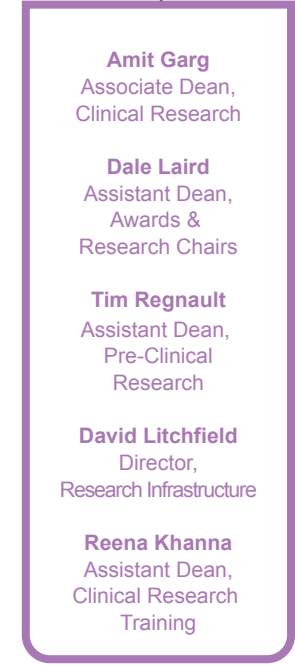 Amit Garg
Associate Dean,
Clinical Research
Dale Laird
Assistant Dean,
Awards &
Research Chairs
Tim Regnault
Assistant Dean,
Pre-Clinical
Research
David Litchfield
Director,
Research Infrastructure
Reena Khanna
Assistant Dean,
Clinical Research
Training